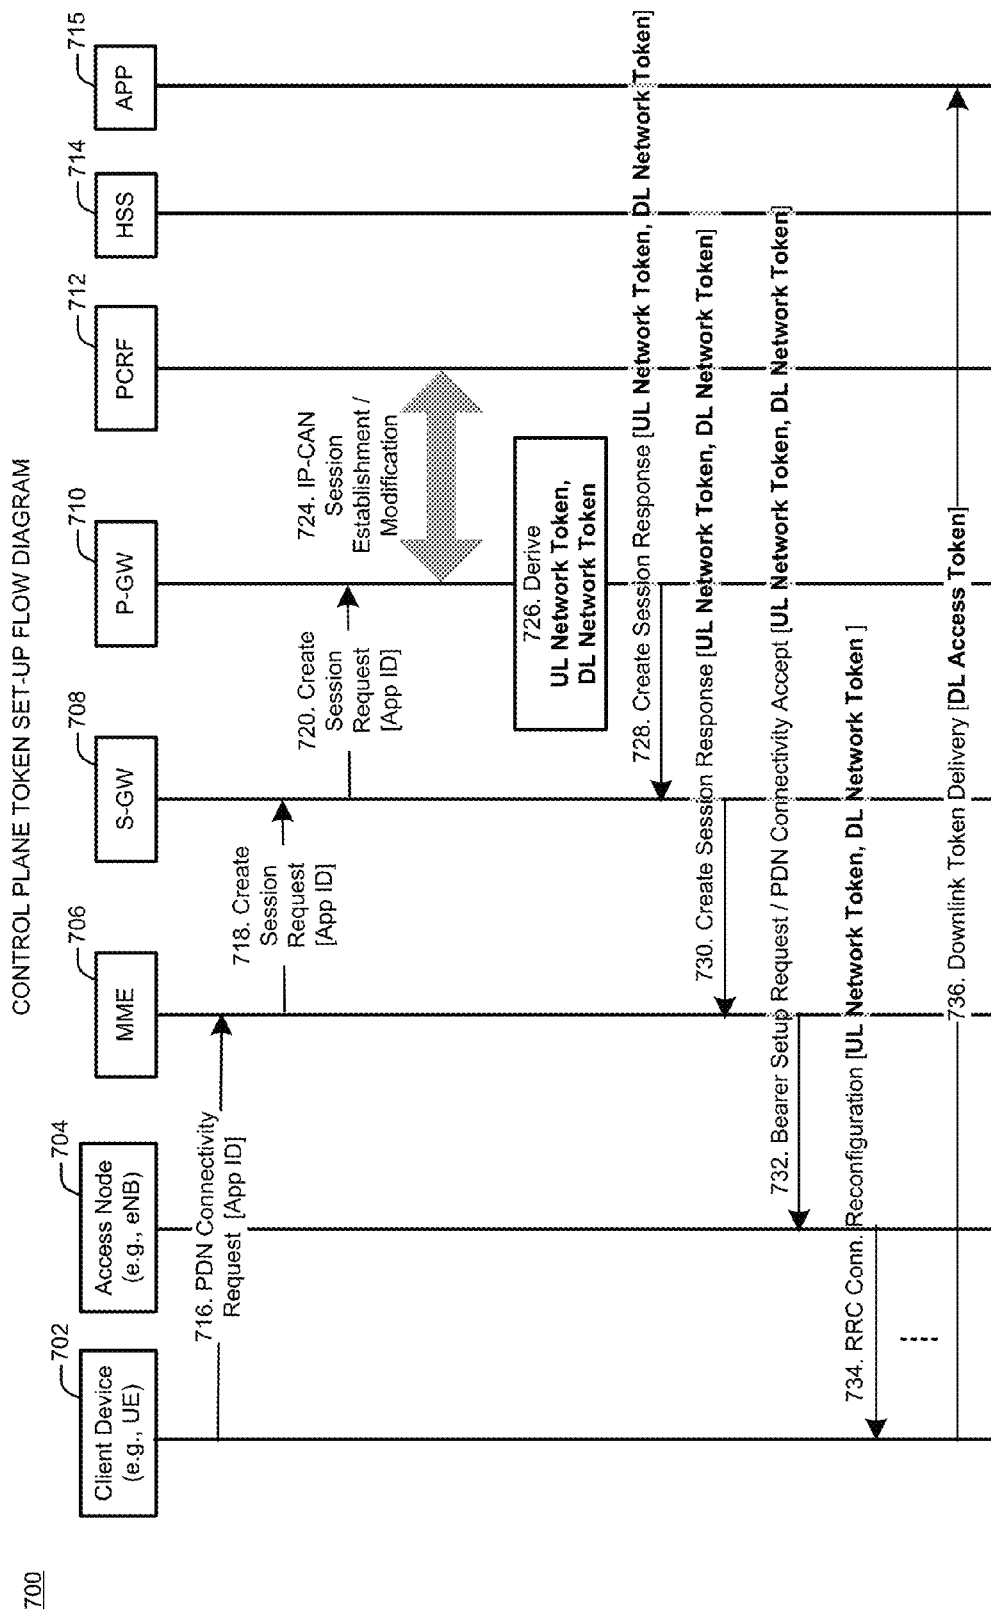 700
CONTROL PLANE TOKEN SET-UP FLOW DIAGRAM
702
704
706
708
710
712
714
715
Client Device
(e.g., UE)
Access Node
(e.g., eNB)
MME
S-GW
P-GW
PCRF
HSS
APP
716. PDN Connectivity
Request [App ID]
718. Create
Session
Request
[App ID]
720. Create
Session
Request
[App ID]
724. IP-CAN
Session
Establishment /
Modification
726. Derive
UL Network Token,
DL Network Token
728. Create Session Response [UL Network Token, DL Network Token]
730. Create Session Response [UL Network Token, DL Network Token]
732. Bearer Setup Request / PDN Connectivity Accept [UL Network Token, DL Network Token]
734. RRC Conn. Reconfiguration [UL Network Token, DL Network Token ]
736. Downlink Token Delivery [DL Access Token]